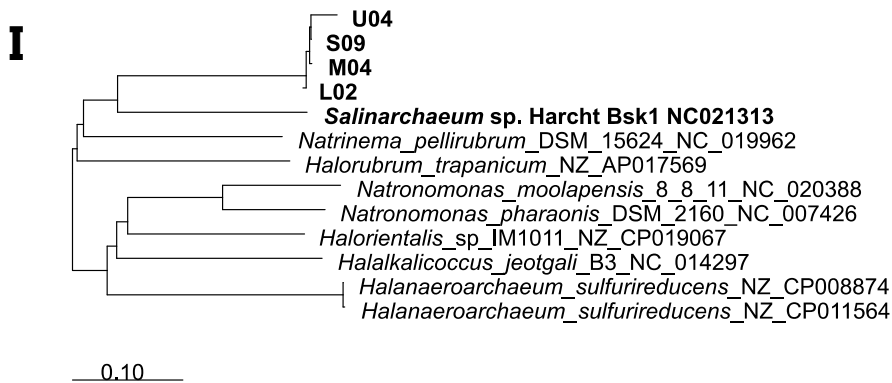 I
U04
S09
M04
L02
Salinarchaeum sp. Harcht Bsk1 NC021313
Natrinema_pellirubrum_DSM_15624_NC_019962
Halorubrum_trapanicum_NZ_AP017569
Natronomonas_moolapensis_8_8_11_NC_020388
Natronomonas_pharaonis_DSM_2160_NC_007426
Halorientalis_sp_IM1011_NZ_CP019067
Halalkalicoccus_jeotgali_B3_NC_014297
Halanaeroarchaeum_sulfurireducens_NZ_CP008874
Halanaeroarchaeum_sulfurireducens_NZ_CP011564
0.10